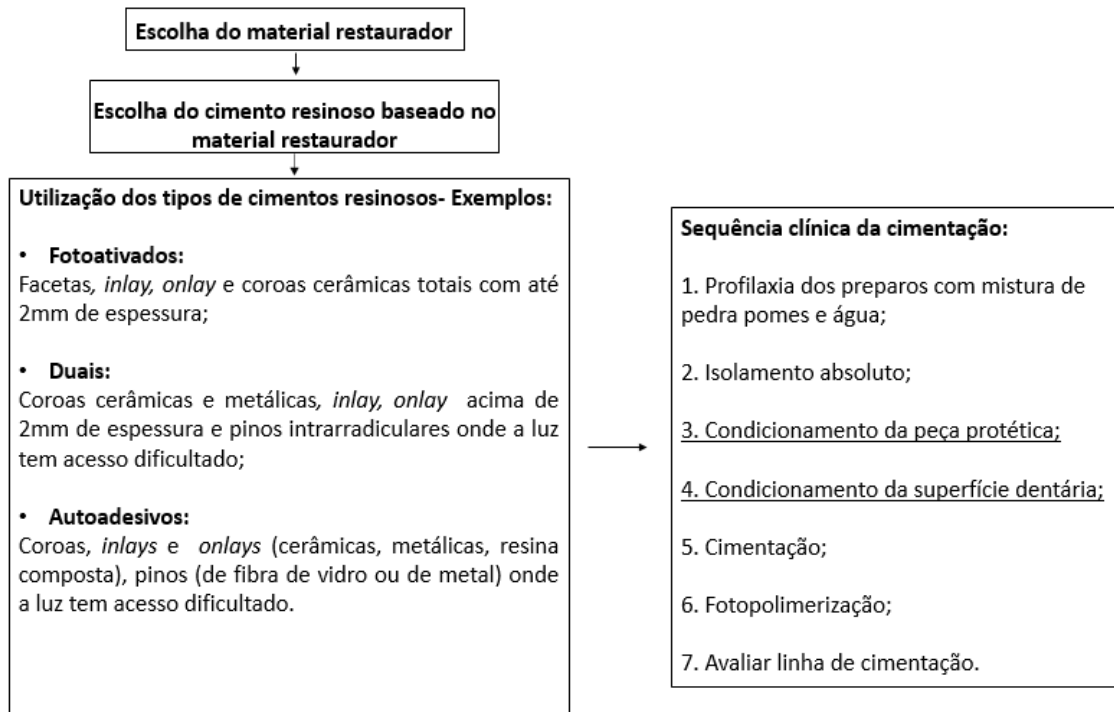 Escolha do material restaurador
Escolha do cimento resinoso baseado no
material restaurador
Utilização dos tipos de cimentos resinosos- Exemplos:
• Fotoativados:
Facetas, inlay, onlay e coroas cerâmicas totais com até
2mm de espessura;
• Duais:
Coroas cerâmicas e metálicas, inlay, onlay acima de
2mm de espessura e pinos intrarradiculares onde a luz
tem acesso dificultado;
• Autoadesivos:
Coroas, inlays e onlays (cerâmicas, metálicas, resina
composta), pinos (de fibra de vidro ou de metal) onde
a luz tem acesso dificultado.
Sequência clínica da cimentação:
1. Profilaxia dos preparos com mistura de
pedra pomes e água;
2. Isolamento absoluto;
3. Condicionamento da peça protética;
4. Condicionamento da superfície dentária;
5. Cimentação;
6. Fotopolimerização;
7. Avaliar linha de cimentação.